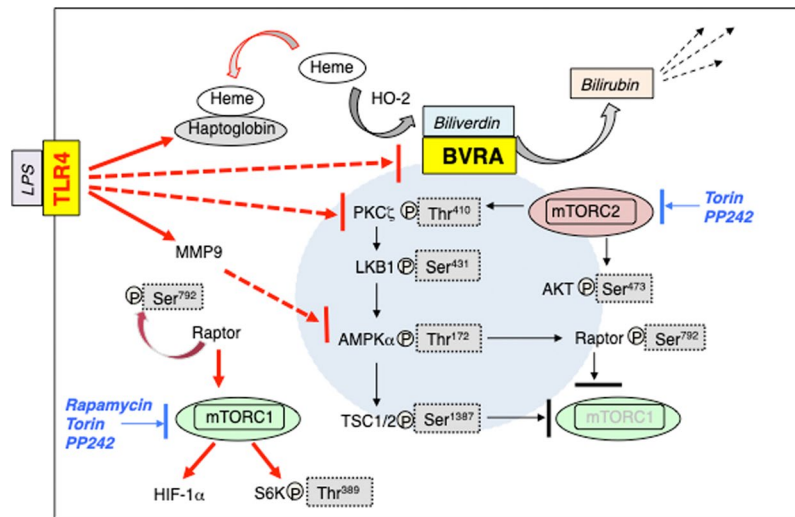 Heme
Heme
Haptoglobin
HO-2
Biliverdin
BVRA
Bilirubin
LPS
TLR4
PKCζ P Thr410
mTORC2
Torin
PP242
MMP9
LKB1 P Ser431
AKT P Ser473
P Ser792
Raptor
AMPKα P Thr172
Raptor P Ser792
Rapamycin
Torin
PP242
mTORC1
TSC1/2 P Ser1387
mTORC1
HIF-1α
S6K P Thr389